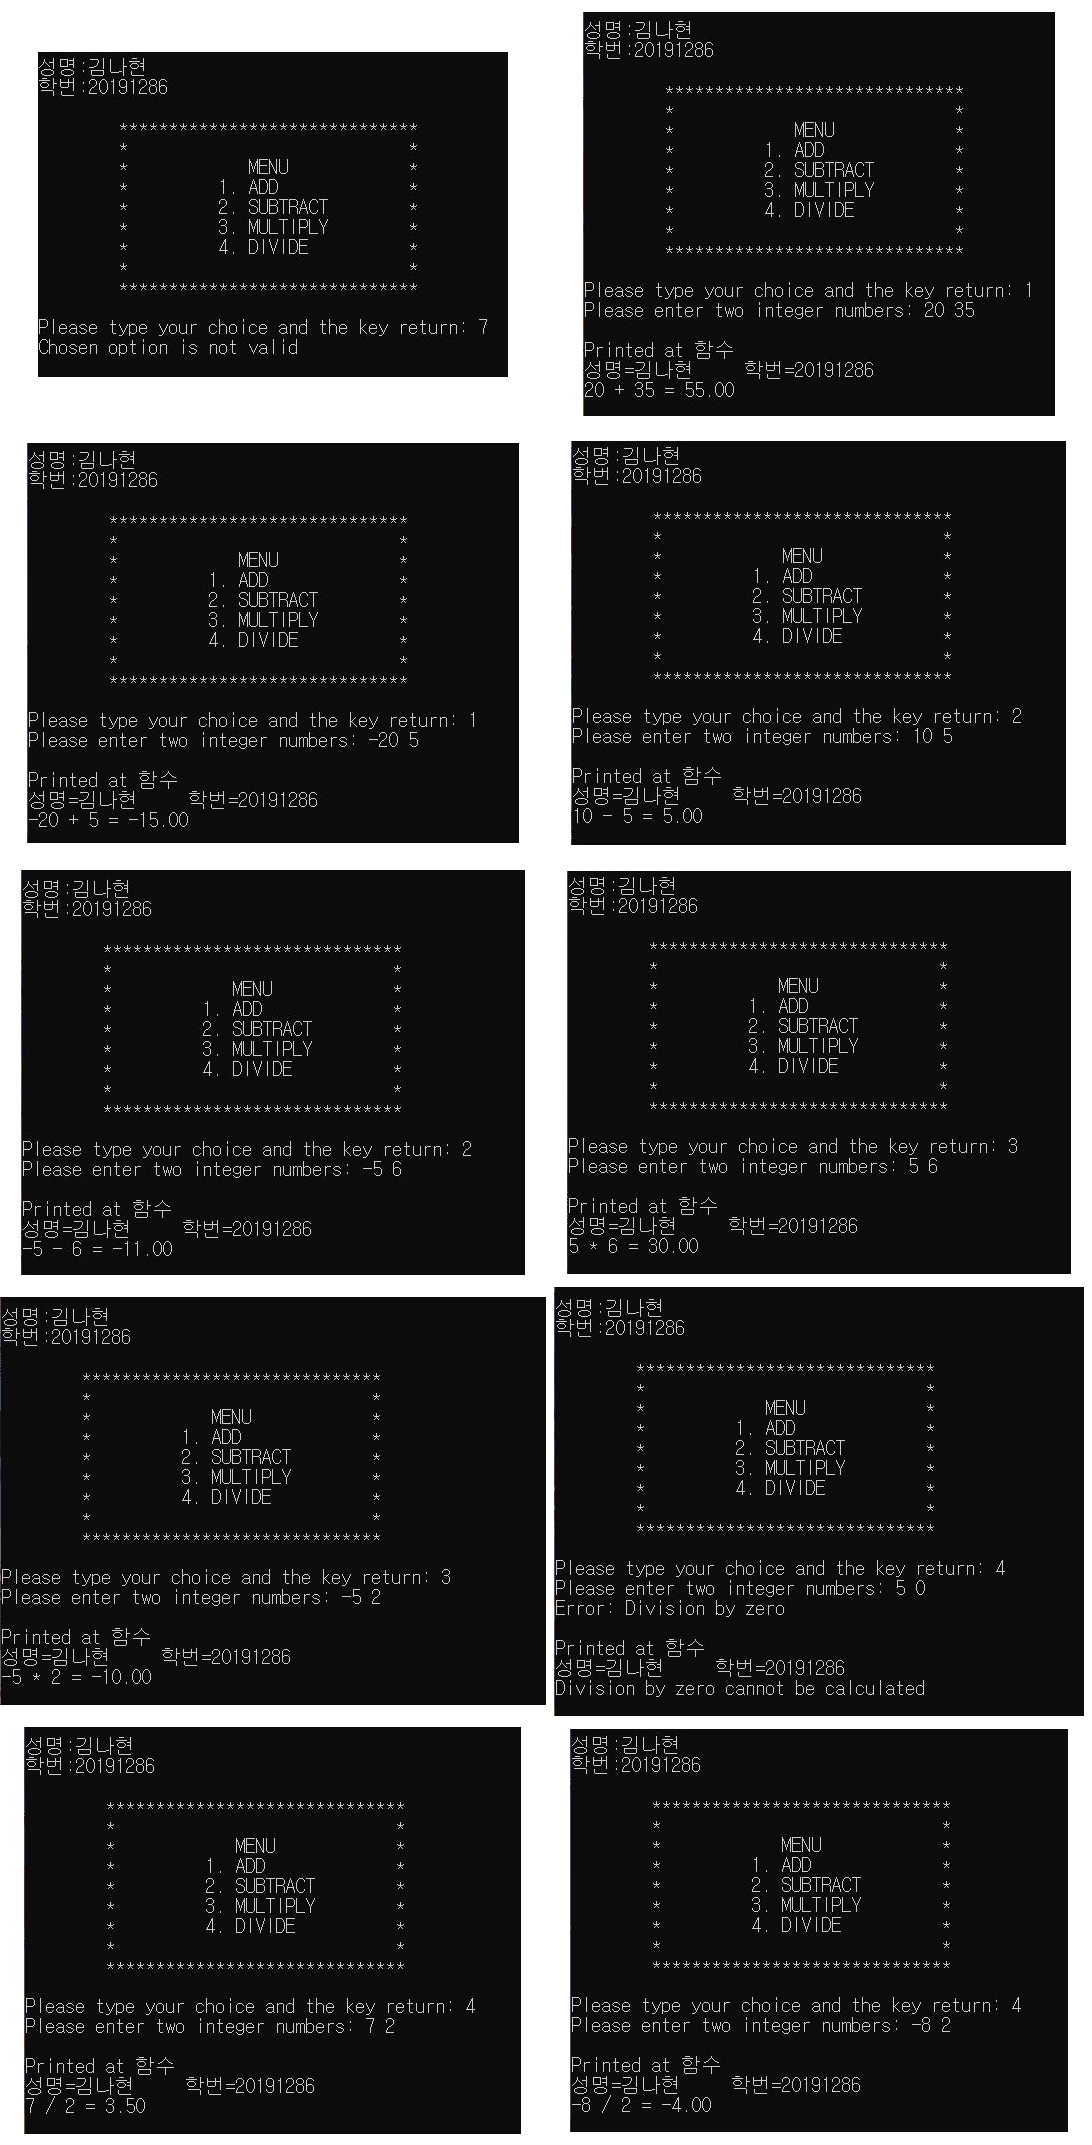 성명:김나현
학번:20191286
******************************
* *
* MENU *
* 1. ADD *
* 2. SUBTRACT *
* 3. MULTIPLY *
* 4. DIVIDE *
* *
******************************
Please type your choice and the key return: 7
Chosen option is not valid
성명:김나현
학번:20191286
******************************
* *
* MENU *
* 1. ADD *
* 2. SUBTRACT *
* 3. MULTIPLY *
* 4. DIVIDE *
* *
******************************
Please type your choice and the key return: 1
Please enter two integer numbers: 20 35
Printed at 함수
성명=김나현 학번=20191286
20 + 35 = 55.00
성명:김나현
학번:20191286
******************************
* *
* MENU *
* 1. ADD *
* 2. SUBTRACT *
* 3. MULTIPLY *
* 4. DIVIDE *
* *
******************************
Please type your choice and the key return: 1
Please enter two integer numbers: -20 5
Printed at 함수
성명=김나현 학번=20191286
-20 + 5 = -15.00
성명:김나현
학번:20191286
******************************
* *
* MENU *
* 1. ADD *
* 2. SUBTRACT *
* 3. MULTIPLY *
* 4. DIVIDE *
* *
******************************
Please type your choice and the key return: 2
Please enter two integer numbers: 10 5
Printed at 함수
성명=김나현 학번=20191286
10 - 5 = 5.00
성명:김나현
학번:20191286
******************************
* *
* MENU *
* 1. ADD *
* 2. SUBTRACT *
* 3. MULTIPLY *
* 4. DIVIDE *
* *
******************************
Please type your choice and the key return: 2
Please enter two integer numbers: -5 6
Printed at 함수
성명=김나현 학번=20191286
-5 - 6 = -11.00
성명:김나현
학번:20191286
******************************
* *
* MENU *
* 1. ADD *
* 2. SUBTRACT *
* 3. MULTIPLY *
* 4. DIVIDE *
* *
******************************
Please type your choice and the key return: 3
Please enter two integer numbers: 5 6
Printed at 함수
성명=김나현 학번=20191286
5 * 6 = 30.00
성명:김나현
학번:20191286
******************************
* *
* MENU *
* 1. ADD *
* 2. SUBTRACT *
* 3. MULTIPLY *
* 4. DIVIDE *
* *
******************************
Please type your choice and the key return: 3
Please enter two integer numbers: -5 2
Printed at 함수
성명=김나현 학번=20191286
-5 * 2 = -10.00
성명:김나현
학번:20191286
******************************
* *
* MENU *
* 1. ADD *
* 2. SUBTRACT *
* 3. MULTIPLY *
* 4. DIVIDE *
* *
******************************
Please type your choice and the key return: 4
Please enter two integer numbers: 5 0
Error: Division by zero
Printed at 함수
성명=김나현 학번=20191286
Division by zero cannot be calculated
성명:김나현
학번:20191286
******************************
* *
* MENU *
* 1. ADD *
* 2. SUBTRACT *
* 3. MULTIPLY *
* 4. DIVIDE *
* *
******************************
Please type your choice and the key return: 4
Please enter two integer numbers: 7 2
Printed at 함수
성명=김나현 학번=20191286
7 / 2 = 3.50
성명:김나현
학번:20191286
******************************
* *
* MENU *
* 1. ADD *
* 2. SUBTRACT *
* 3. MULTIPLY *
* 4. DIVIDE *
* *
******************************
Please type your choice and the key return: 4
Please enter two integer numbers: -8 2
Printed at 함수
성명=김나현 학번=20191286
-8 / 2 = -4.00